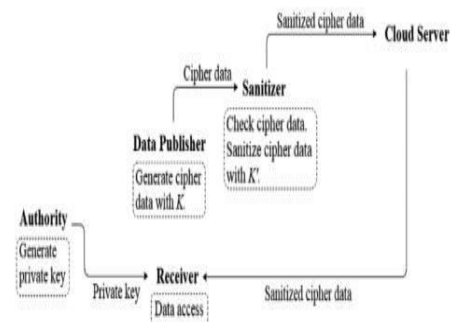 Sanitized cipher data
Cloud Server
Cipher data
Sanitizer
Check cipher data.
Sanitize cipher data
with K'.
Data Publisher
Generate cipher
data with K.
Authority
Generate
private key
Private key
Receiver
Data access
Sanitized cipher data